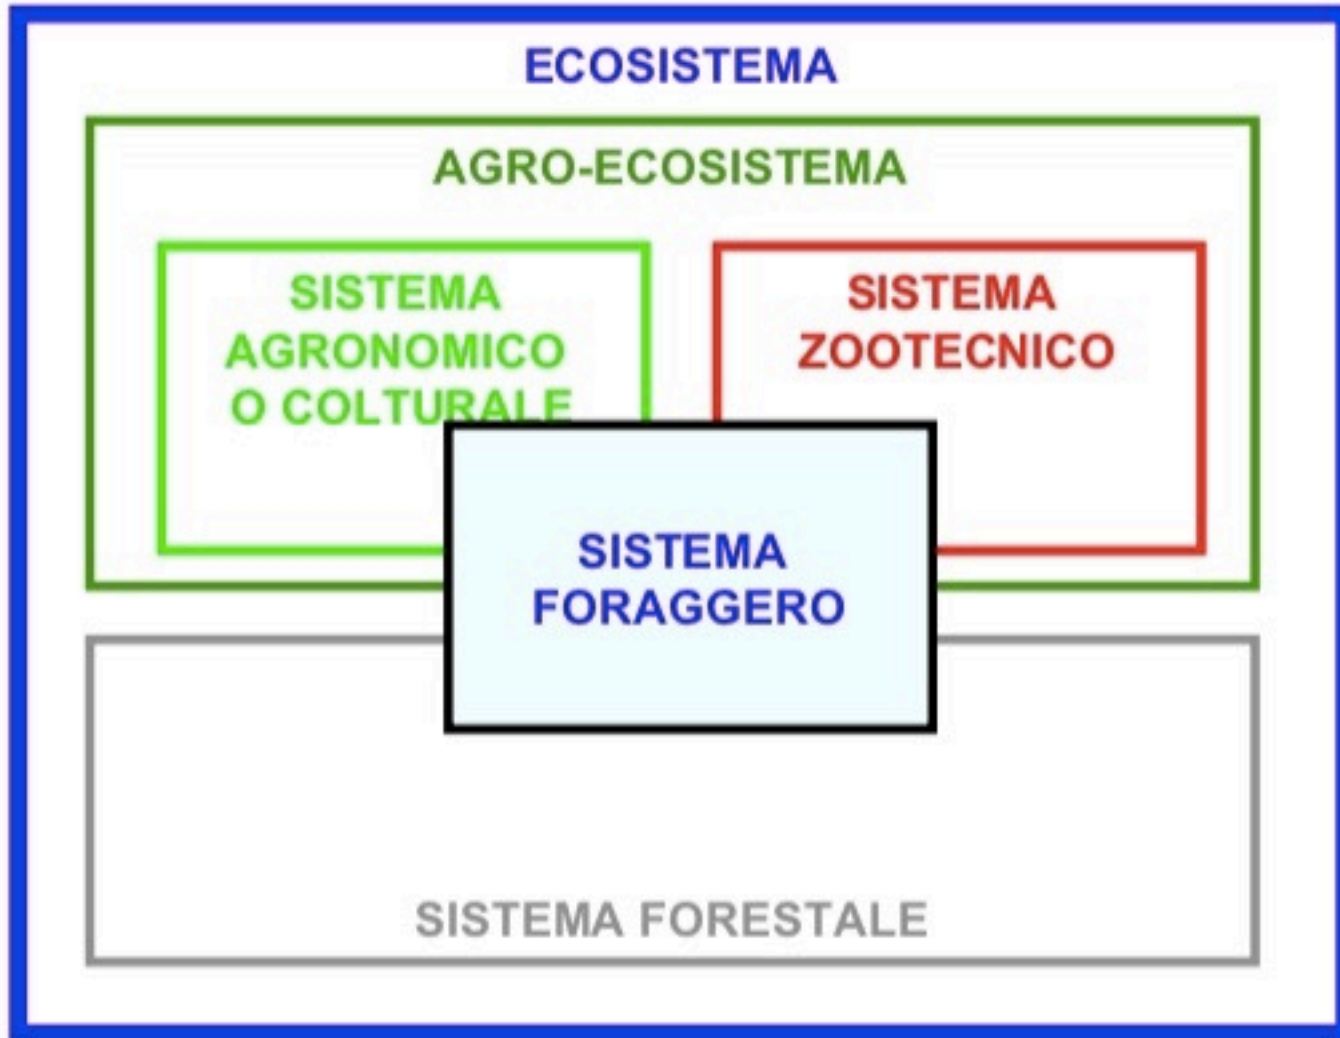 ECOSISTEMA
AGRO-ECOSISTEMA
SISTEMA
AGRONOMICO
O COLTURALE
SISTEMA
ZOOTECNICO
SISTEMA
FORAGGERO
SISTEMA FORESTALE